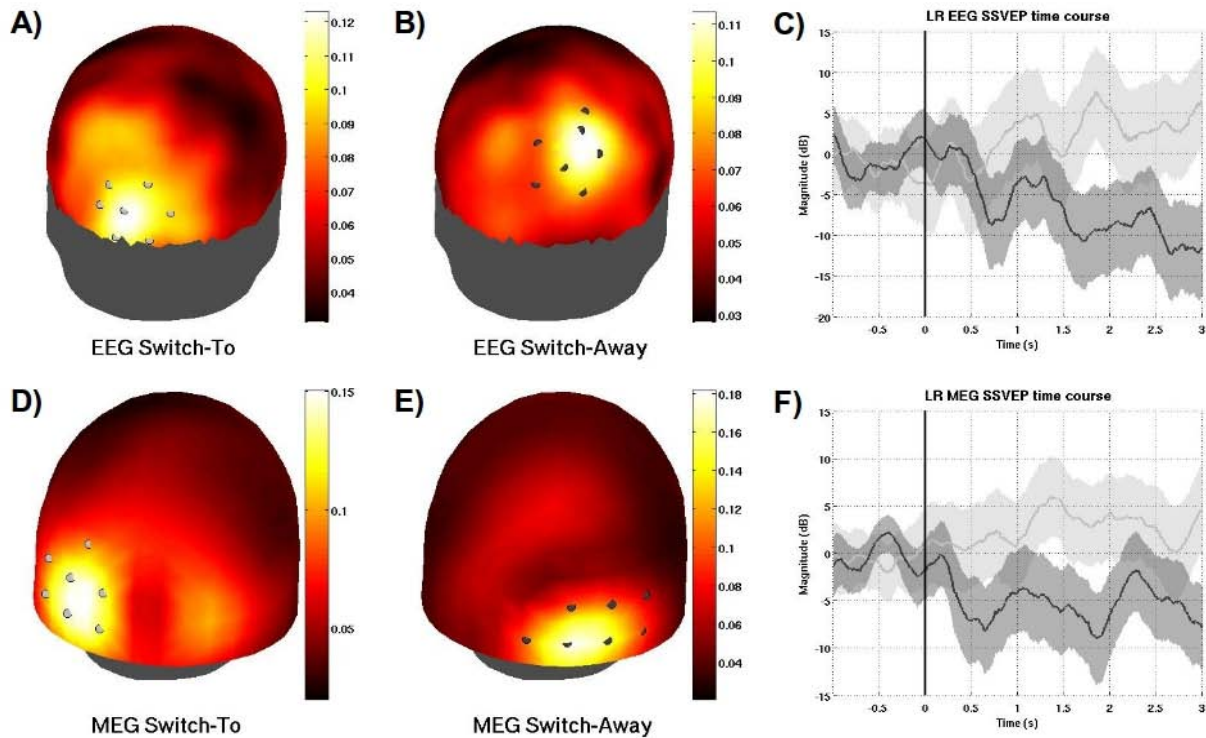 A)
0.12
0.11
0.1
0.09
0.08
0.07
0.06
0.05
0.04
EEG Switch-To
B)
0.11
0.1
0.09
0.08
0.07
0.06
0.05
0.04
0.03
EEG Switch-Away
C)
LR EEG SSVEP time course
Magnitude (dB)
15
10
5
0
-5
-10
-15
-20
-0.5 0 0.5 1 1.5 2 2.5 3
Time (s)
D)
0.15
0.1
0.05
MEG Switch-To
E)
0.18
0.16
0.14
0.12
0.1
0.08
0.06
0.04
MEG Switch-Away
F)
LR MEG SSVEP time course
Magnitude (dB)
15
10
5
0
-5
-10
-15
-0.5 0 0.5 1 1.5 2 2.5 3
Time (s)